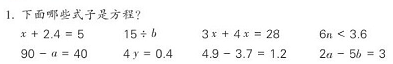 1. 下面哪些式子是方程?
x + 2.4 = 5 15 ÷ b 3x + 4x = 28 6n < 3.6
90 - a = 40 4y = 0.4 4.9 - 3.7 = 1.2 2a - 5b = 3